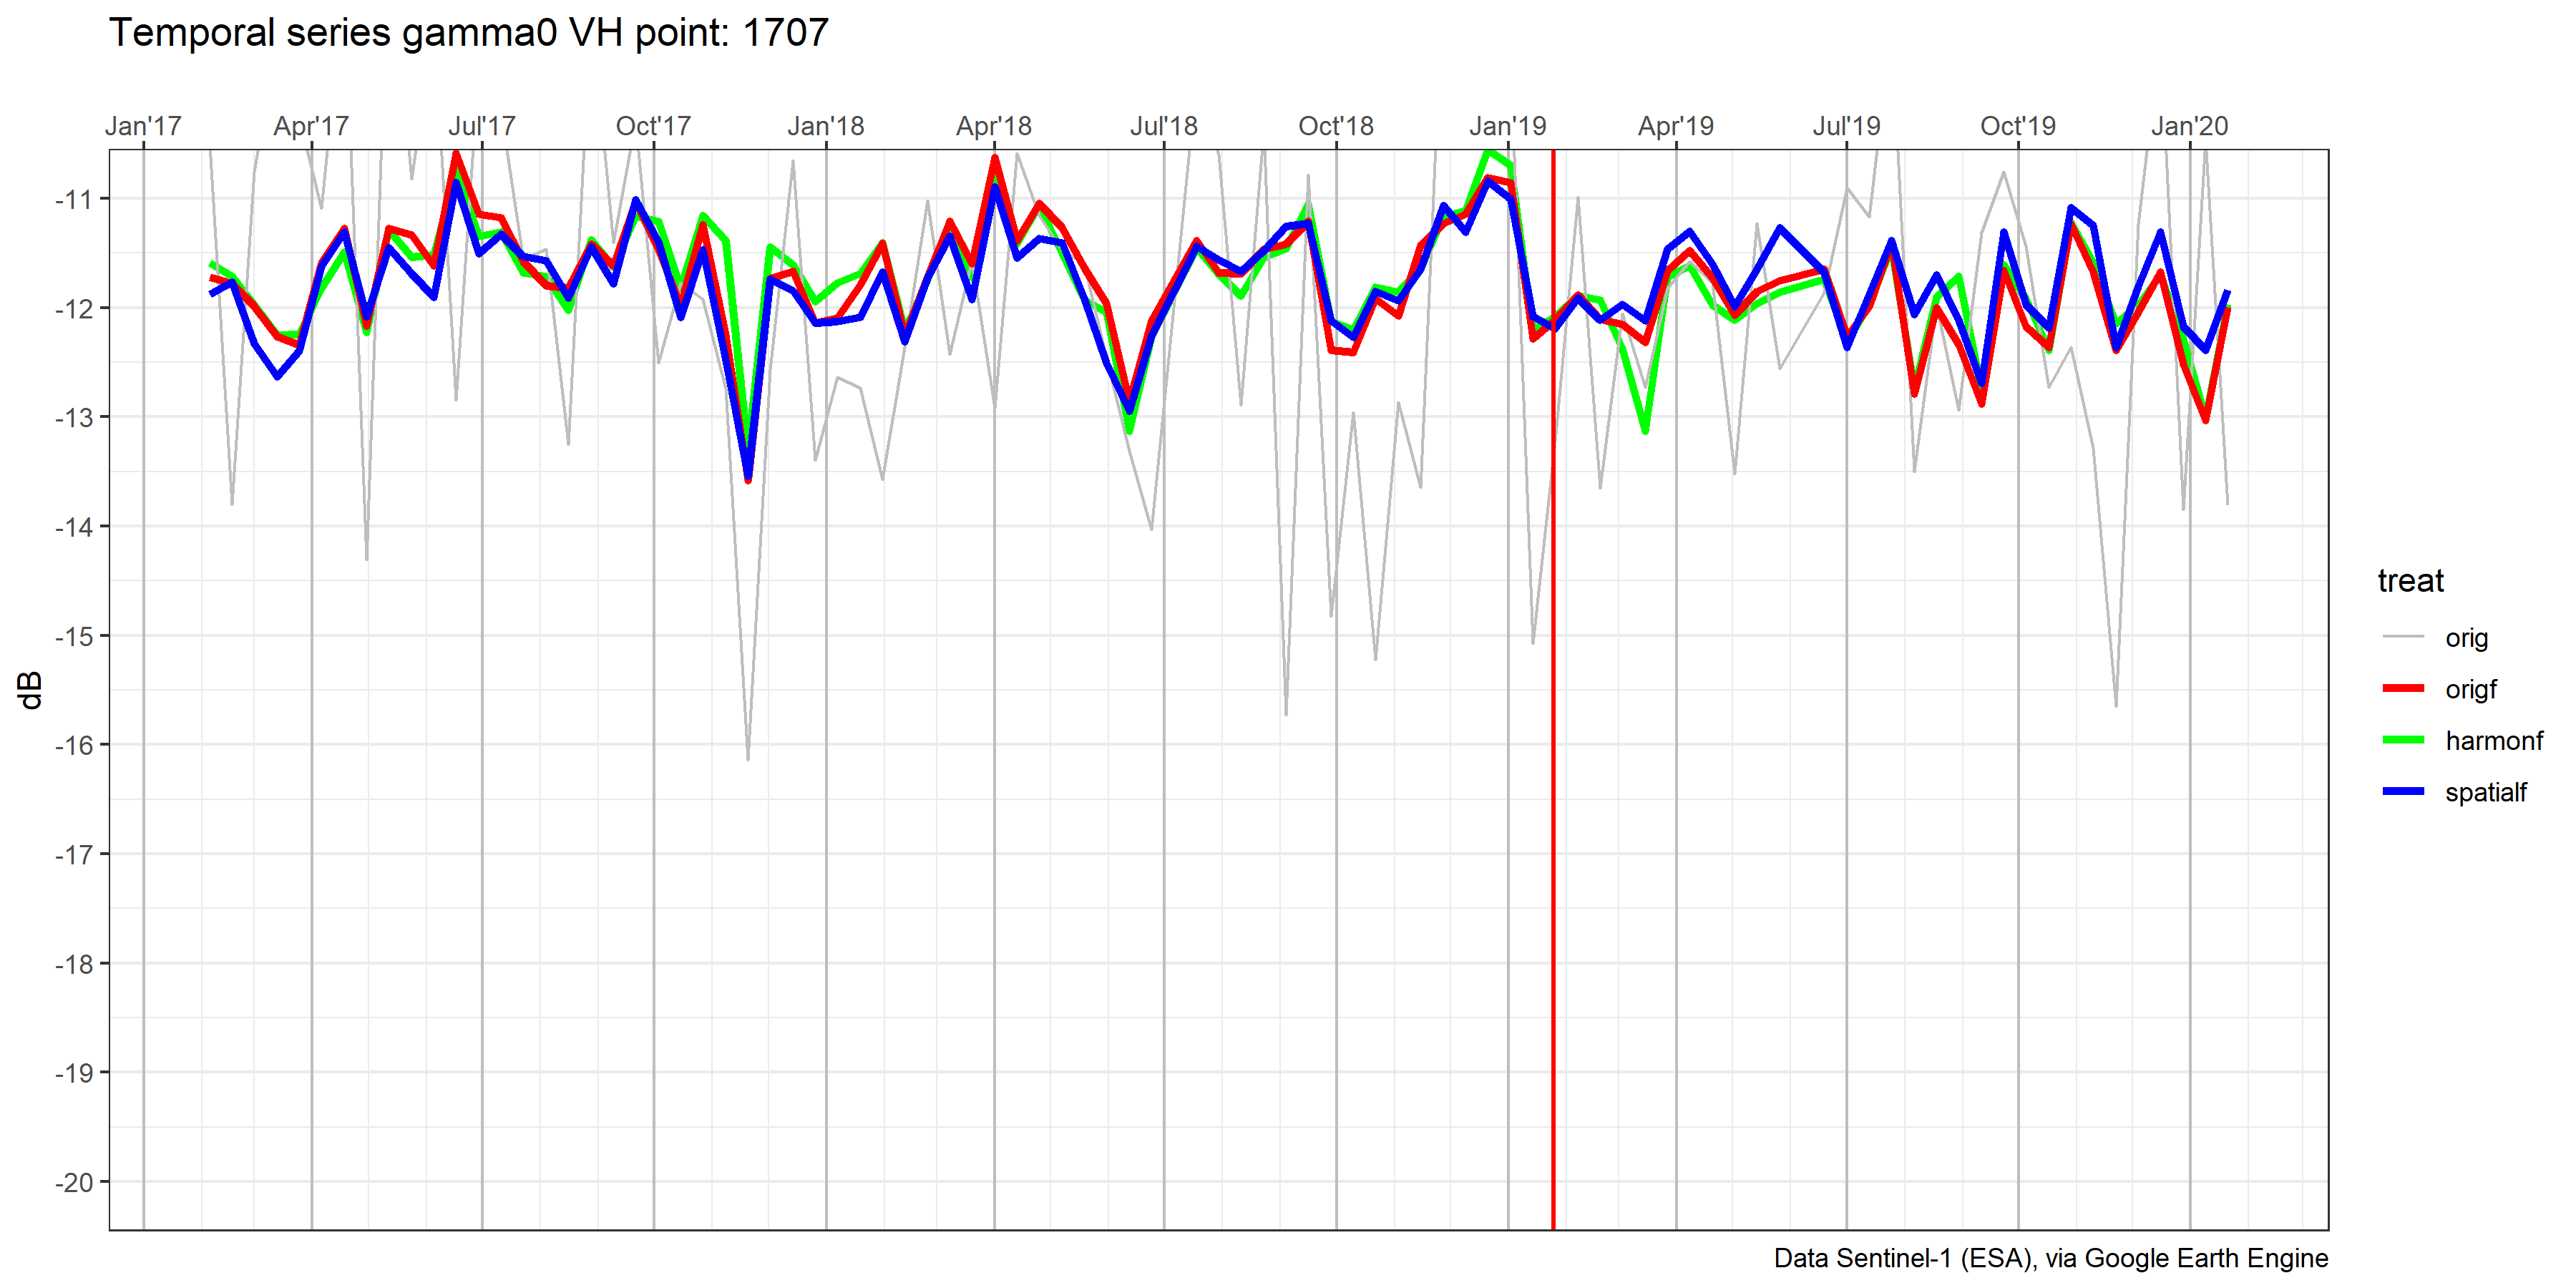 Temporal series gamma0 VH point: 1707
Jan'17 Apr'17 Jul'17 Oct'17 Jan'18 Apr'18 Jul'18 Oct'18 Jan'19 Apr'19 Jul'19 Oct'19 Jan'20
-11
-12
-13
-14
-15
-16
-17
-18
-19
-20
dB
treat
orig
origf
harmonf
spatialf
Data Sentinel-1 (ESA), via Google Earth Engine